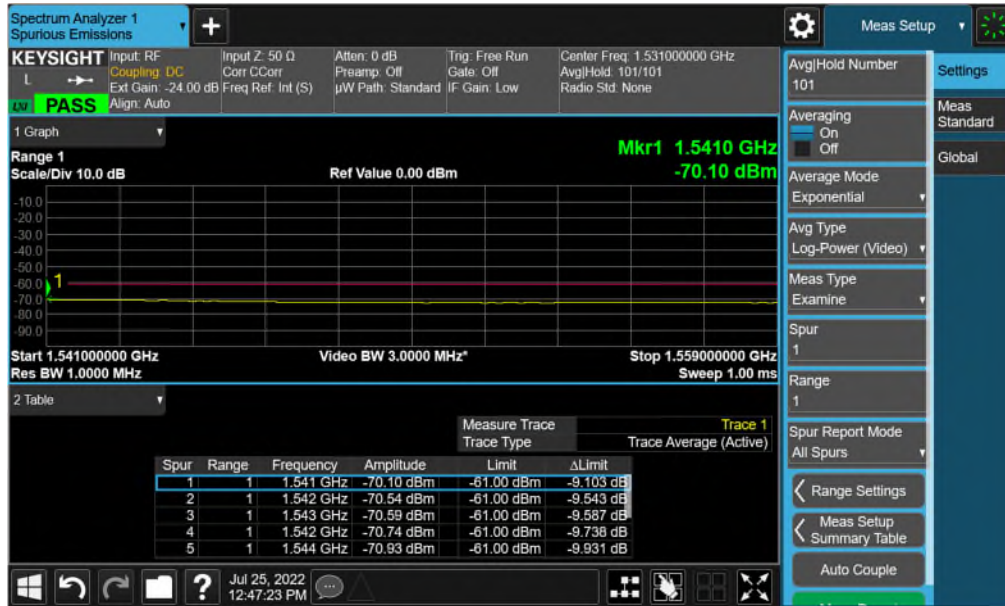 Spectrum Analyzer 1
Spurious Emissions
+
Meas Setup
KEYSIGHT
L
LXI PASS
Input: RF
Coupling: DC
Ext Gain: -24.00 dB
Align: Auto
Input Z: 50 Ω
Corr CCorr
Freq Ref: Int (S)
Atten: 0 dB
Preamp: Off
µW Path: Standard
Trig: Free Run
Gate: Off
IF Gain: Low
Center Freq: 1.531000000 GHz
Avg|Hold: 101/101
Radio Std: None
1 Graph
Range 1
Scale/Div 10.0 dB
Ref Value 0.00 dBm
Mkr1 1.5410 GHz
-70.10 dBm
-10.0
-20.0
-30.0
-40.0
-50.0
-60.0
-70.0
-80.0
-90.0
1
Start 1.541000000 GHz
Video BW 3.0000 MHz*
Stop 1.559000000 GHz
Res BW 1.0000 MHz
Sweep 1.00 ms
2 Table
Measure Trace Trace 1
Trace Type Trace Average (Active)
Spur Range Frequency Amplitude Limit ΔLimit
1 1 1.541 GHz -70.10 dBm -61.00 dBm -9.103 dB
2 1 1.542 GHz -70.54 dBm -61.00 dBm -9.543 dB
3 1 1.543 GHz -70.59 dBm -61.00 dBm -9.587 dB
4 1 1.542 GHz -70.74 dBm -61.00 dBm -9.738 dB
5 1 1.544 GHz -70.93 dBm -61.00 dBm -9.931 dB
Avg|Hold Number
101
Averaging
On
Off
Average Mode
Exponential
Avg Type
Log-Power (Video)
Meas Type
Examine
Spur
1
Range
1
Spur Report Mode
All Spurs
Range Settings
Meas Setup
Summary Table
Auto Couple
Settings
Meas
Standard
Global
?
Jul 25, 2022
12:47:23 PM